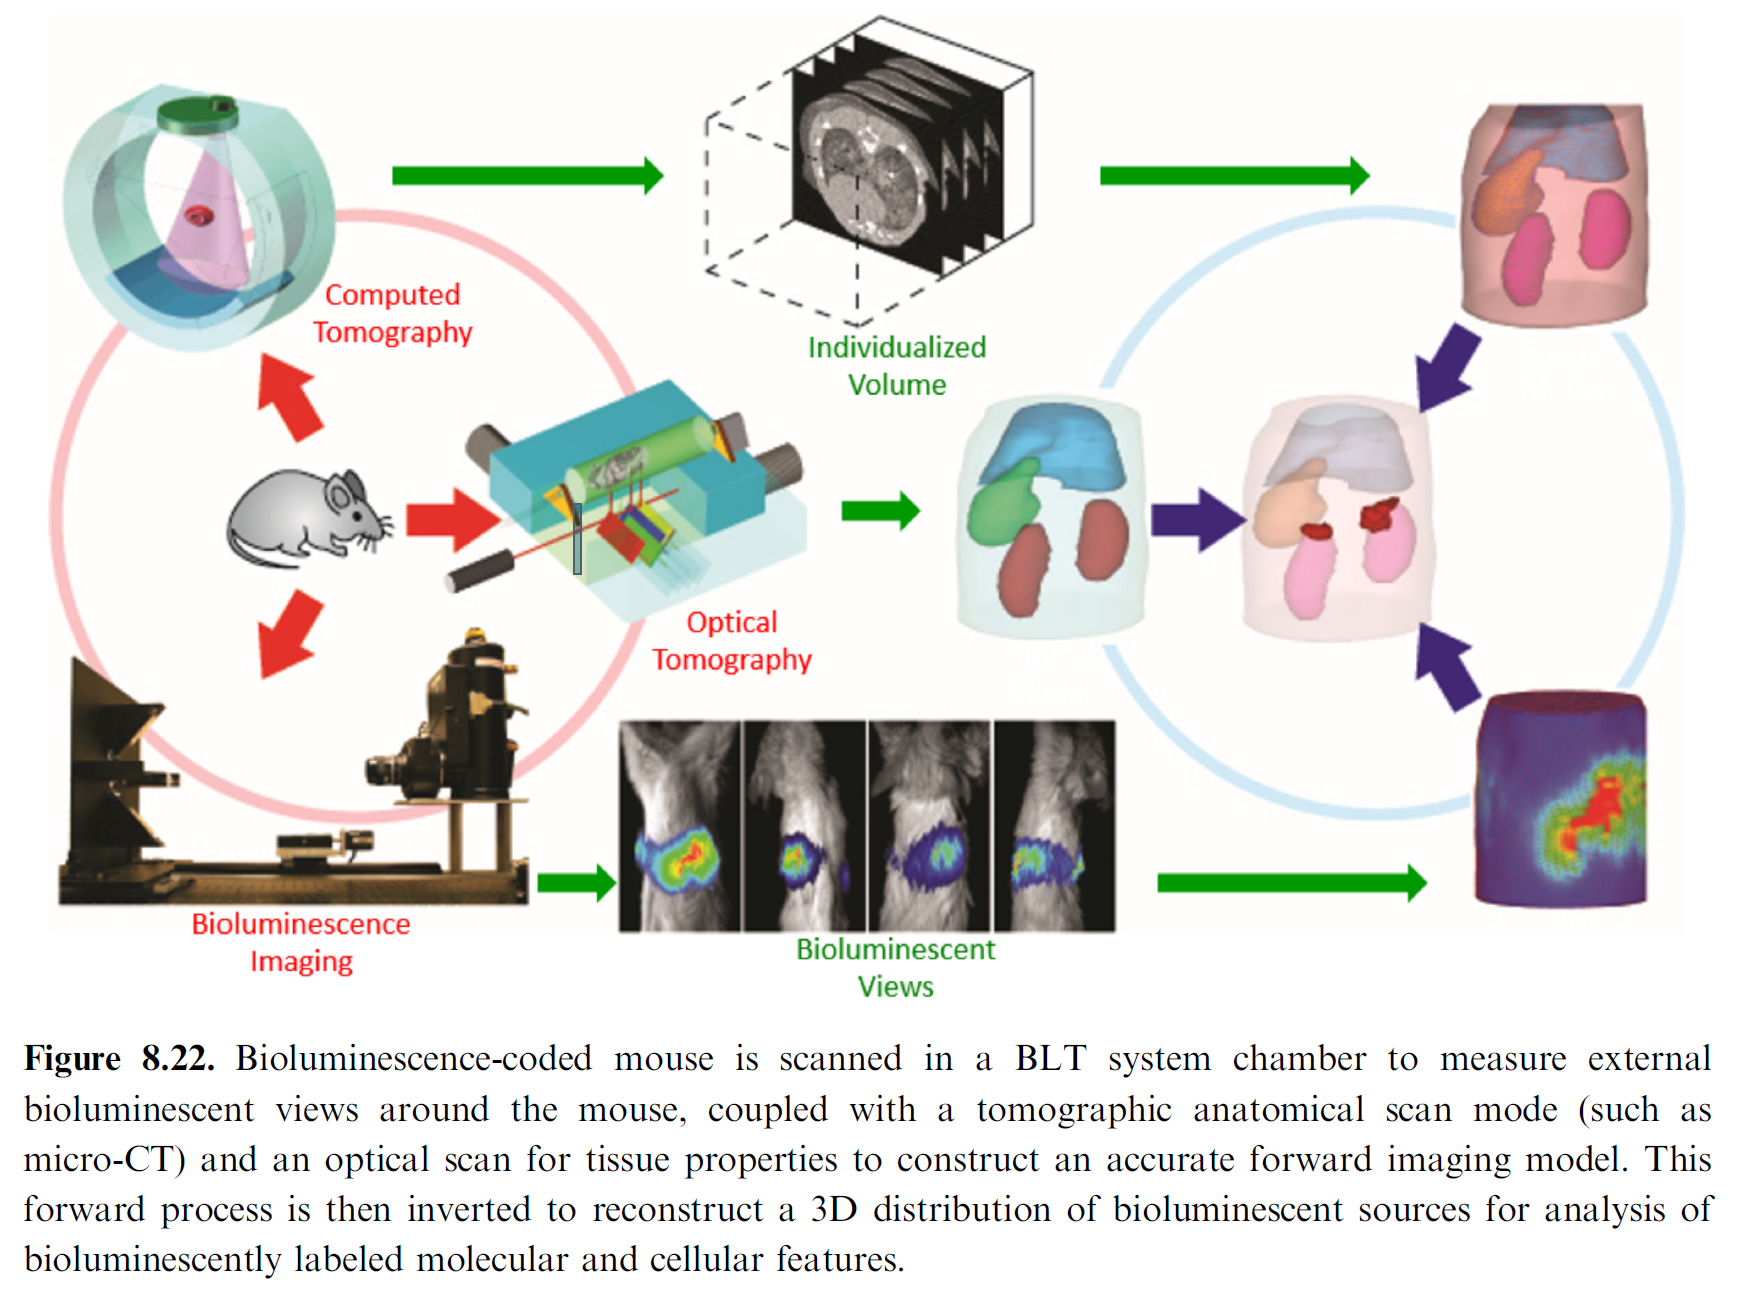 Computed
Tomography
Individualized
Volume
Optical
Tomography
Bioluminescence
Imaging
Bioluminescent
Views
Figure 8.22. Bioluminescence-coded mouse is scanned in a BLT system chamber to measure external
bioluminescent views around the mouse, coupled with a tomographic anatomical scan mode (such as
micro-CT) and an optical scan for tissue properties to construct an accurate forward imaging model. This
forward process is then inverted to reconstruct a 3D distribution of bioluminescent sources for analysis of
bioluminescently labeled molecular and cellular features.